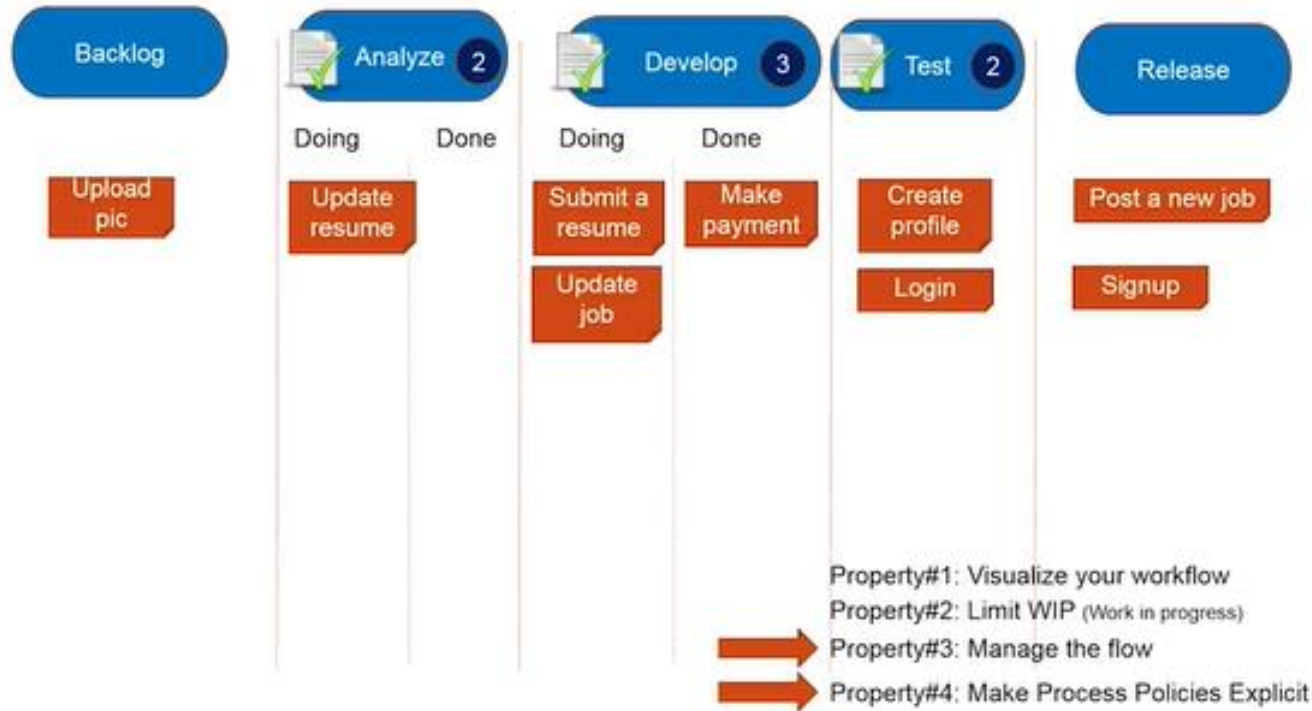 Backlog
Analyze 2
Develop 3
Test 2
Release
Doing
Done
Doing
Done
Upload
pic
Update
resume
Submit a
resume
Update
job
Make
payment
Create
profile
Login
Post a new job
Signup
Property#1: Visualize your workflow
Property#2: Limit WIP (Work in progress)
Property#3: Manage the flow
Property#4: Make Process Policies Explicit